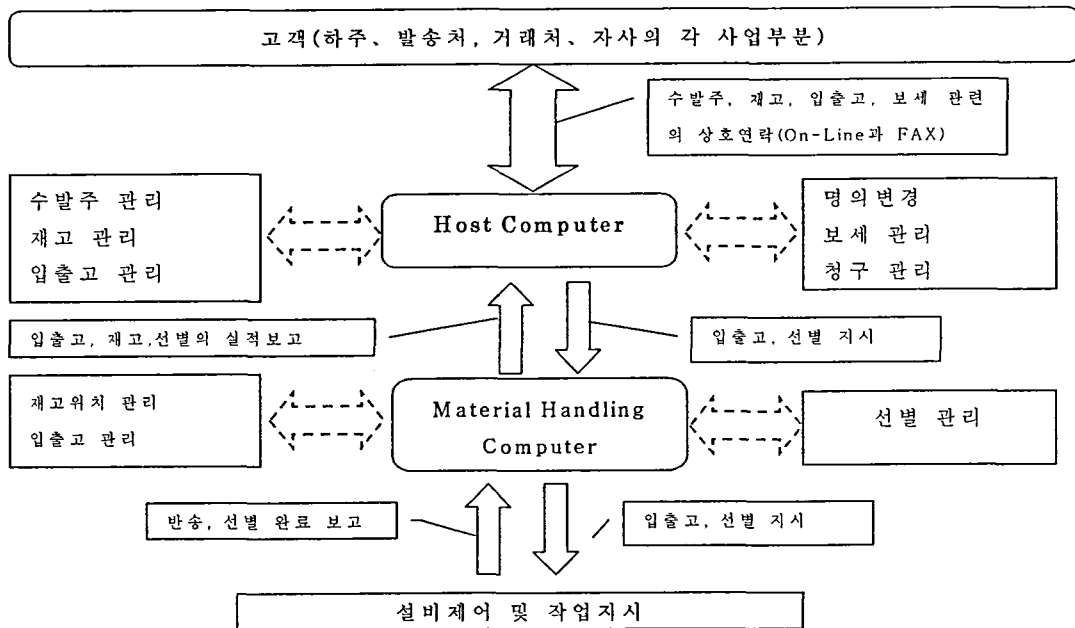 고객(하주、발송처, 거래처、자사의 각 사업부분)
수발주, 재고, 입출고, 보세 관련
의 상호연락(On-Line과 FAX)
수발주 관리
재고 관리
입출고 관리
Host Computer
명의변경
보세 관리
청구 관리
입출고, 재고,선별의 실적보고
입출고, 선별 지시
재고위치 관리
입출고 관리
Material Handling
Computer
선별 관리
반송, 선별 완료 보고
입출고, 선별 지시
설비제어 및 작업지시